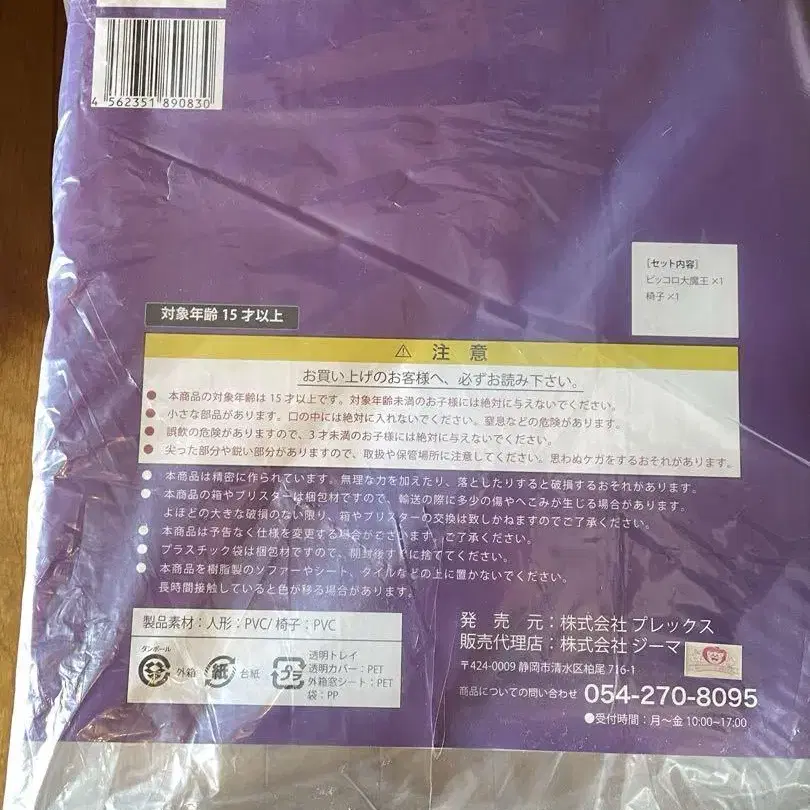 4 562351 890830
[セット内容]
ピッコロ大魔王 ×1
椅子 ×1
対象年齢 15 才以上
⚠ 注 意
お買い上げのお客様へ、必ずお読み下さい。
● 本商品の対象年齢は 15 才以上です。対象年齢未満のお子様には絶対に与えないでください。
● 小さな部品があります。口の中には絶対に入れないでください。窒息などの危険があります。
● 誤飲の危険がありますので、3 才未満のお子様には絶対に与えないでください。
● 尖った部分や鋭い部分がありますので、取扱や保管場所に注意してください。思わぬケガをするおそれがあります。
● 本商品は精密に作られています。無理な力を加えたり、落としたりすると破損するおそれがあります。
● 本商品の箱やブリスターは梱包材ですので、輸送の際に多少の傷やへこみが生じる場合があります。
よほどの大きな破損のない限り、箱やブリスターの交換は致しかねますのでご了承ください。
● 本商品は予告なく仕様を変更する場合がございます。ご了承ください。
● プラスチック袋は梱包材ですので、開封後すぐに捨ててください。
● 本商品を樹脂製のソファーやシート、タイルなどの上に置かないでください。
長時間接触していると色が移る場合があります。
製品素材：人形：PVC/ 椅子：PVC
ダンボール
外箱
紙
台紙
プラ
透明トレイ
透明カバー：PET
外箱窓シート：PET
袋：PP
発 売 元：株式会社 プレックス
販売代理店：株式会社 ジーマ
〒424-0009 静岡市清水区柏尾 716-1
商品についての問い合わせ 054-270-8095
●受付時間：月～金 10:00~17:00